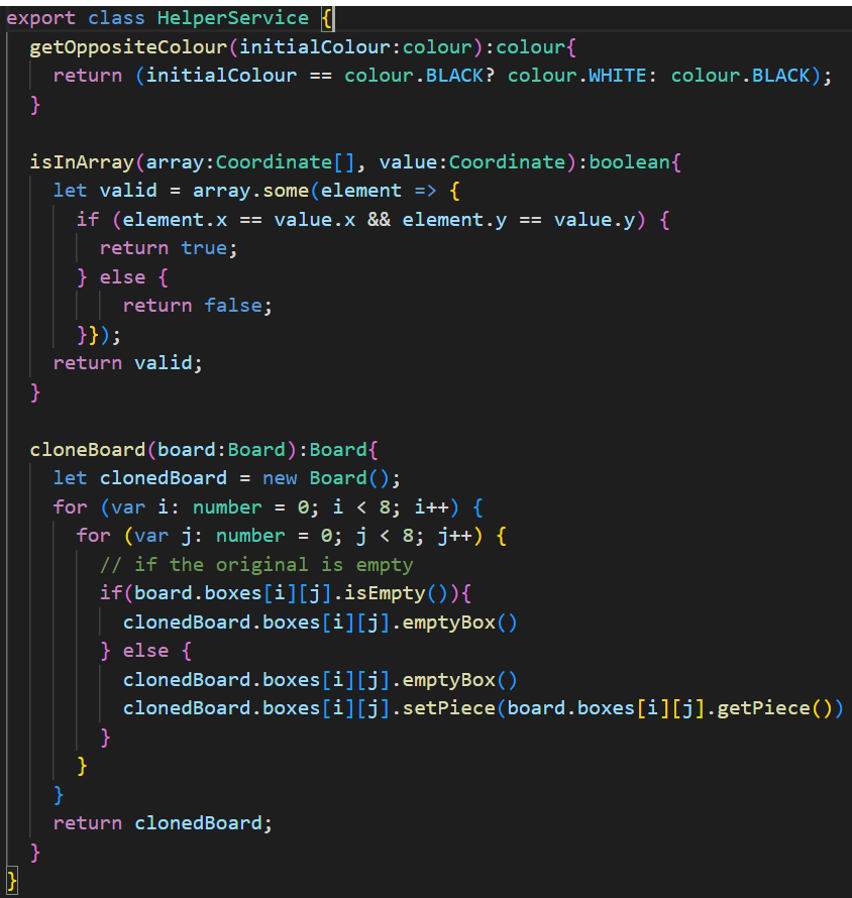 export class HelperService {
  getOppositeColour(initialColour:colour):colour{
    return (initialColour == colour.BLACK? colour.WHITE: colour.BLACK);
  }

  isInArray(array:Coordinate[], value:Coordinate):boolean{
    let valid = array.some(element => {
      if (element.x == value.x && element.y == value.y) {
        return true;
      } else {
          return false;
      }});
    return valid;
  }

  cloneBoard(board:Board):Board{
    let clonedBoard = new Board();
    for (var i: number = 0; i < 8; i++) {
      for (var j: number = 0; j < 8; j++) {
        // if the original is empty
        if(board.boxes[i][j].isEmpty()){
          clonedBoard.boxes[i][j].emptyBox()
        } else {
          clonedBoard.boxes[i][j].emptyBox()
          clonedBoard.boxes[i][j].setPiece(board.boxes[i][j].getPiece())
        }
      }
    }
    return clonedBoard;
  }
}